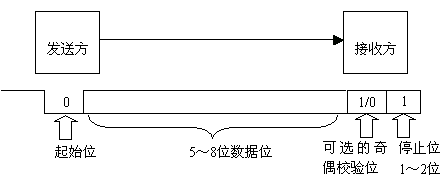 发送方
接收方
0
1/0
1
起始位
5～8位数据位
可选的奇
偶校验位
停止位
1～2位